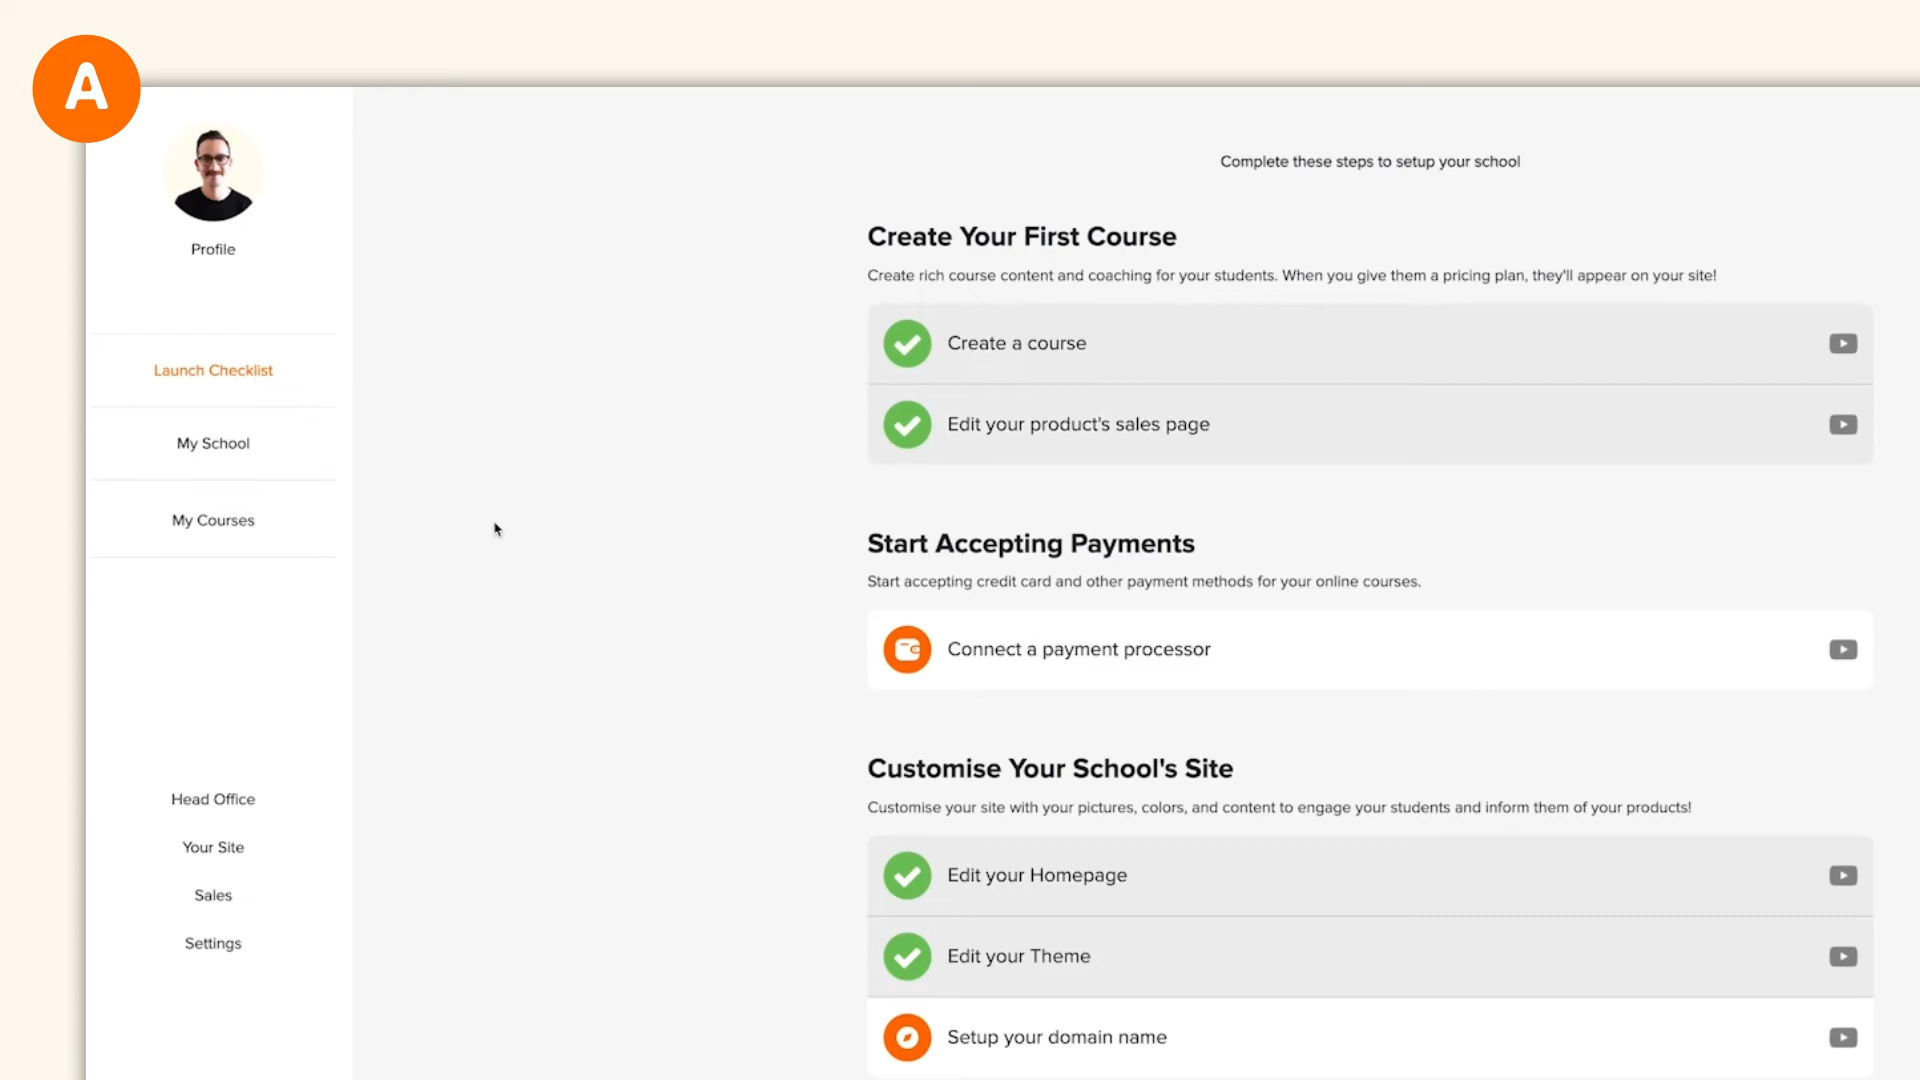 A
Profile
Launch Checklist
My School
My Courses
Head Office
Your Site
Sales
Settings
Complete these steps to setup your school
Create Your First Course
Create rich course content and coaching for your students. When you give them a pricing plan, they'll appear on your site!
Create a course
Edit your product's sales page
Start Accepting Payments
Start accepting credit card and other payment methods for your online courses.
Connect a payment processor
Customise Your School's Site
Customise your site with your pictures, colors, and content to engage your students and inform them of your products!
Edit your Homepage
Edit your Theme
Setup your domain name